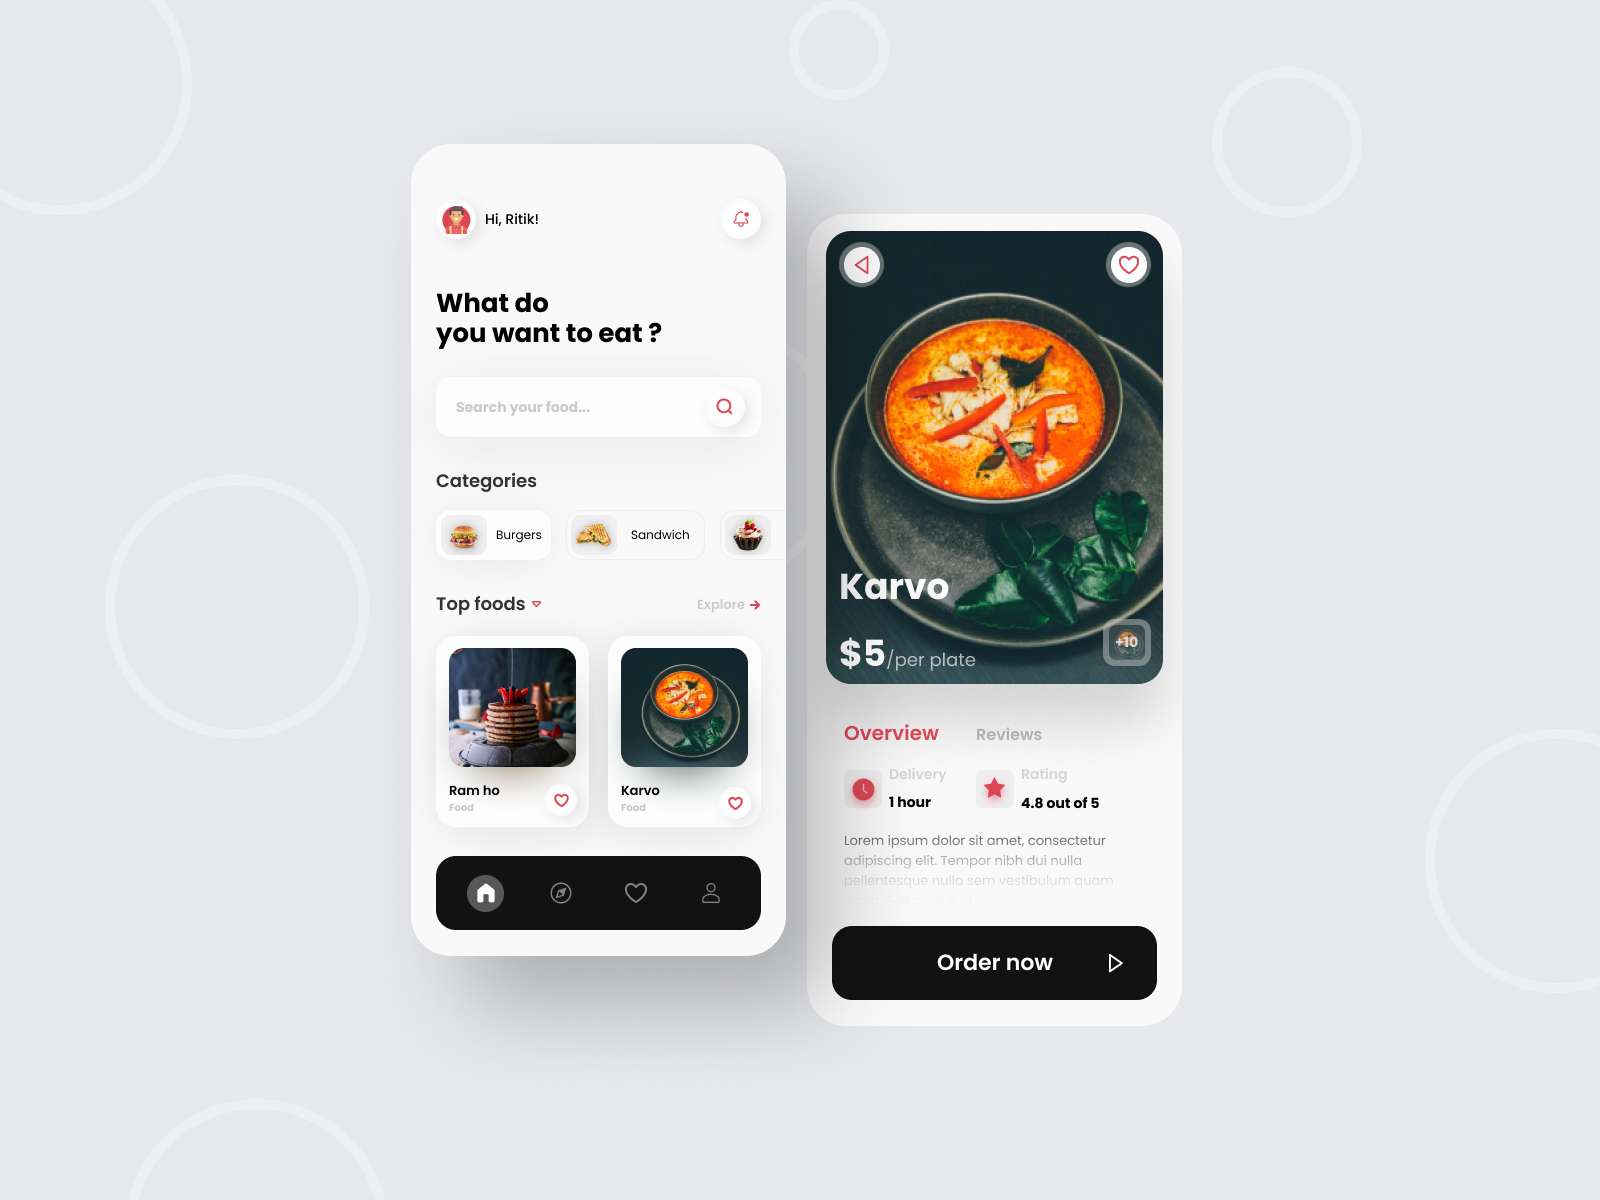 Hi, Ritik!
What do
you want to eat ?
Search your food...
Categories
Burgers
Sandwich
Top foods
Explore
Ram ho
Food
Karvo
Food
Karvo
$5/per plate
+10
Overview
Reviews
Delivery
1 hour
Rating
4.8 out of 5
Lorem ipsum dolor sit amet, consectetur
adipiscing elit. Tempor nibh dui nulla
pellentesque nulla sem vestibulum quam
Order now